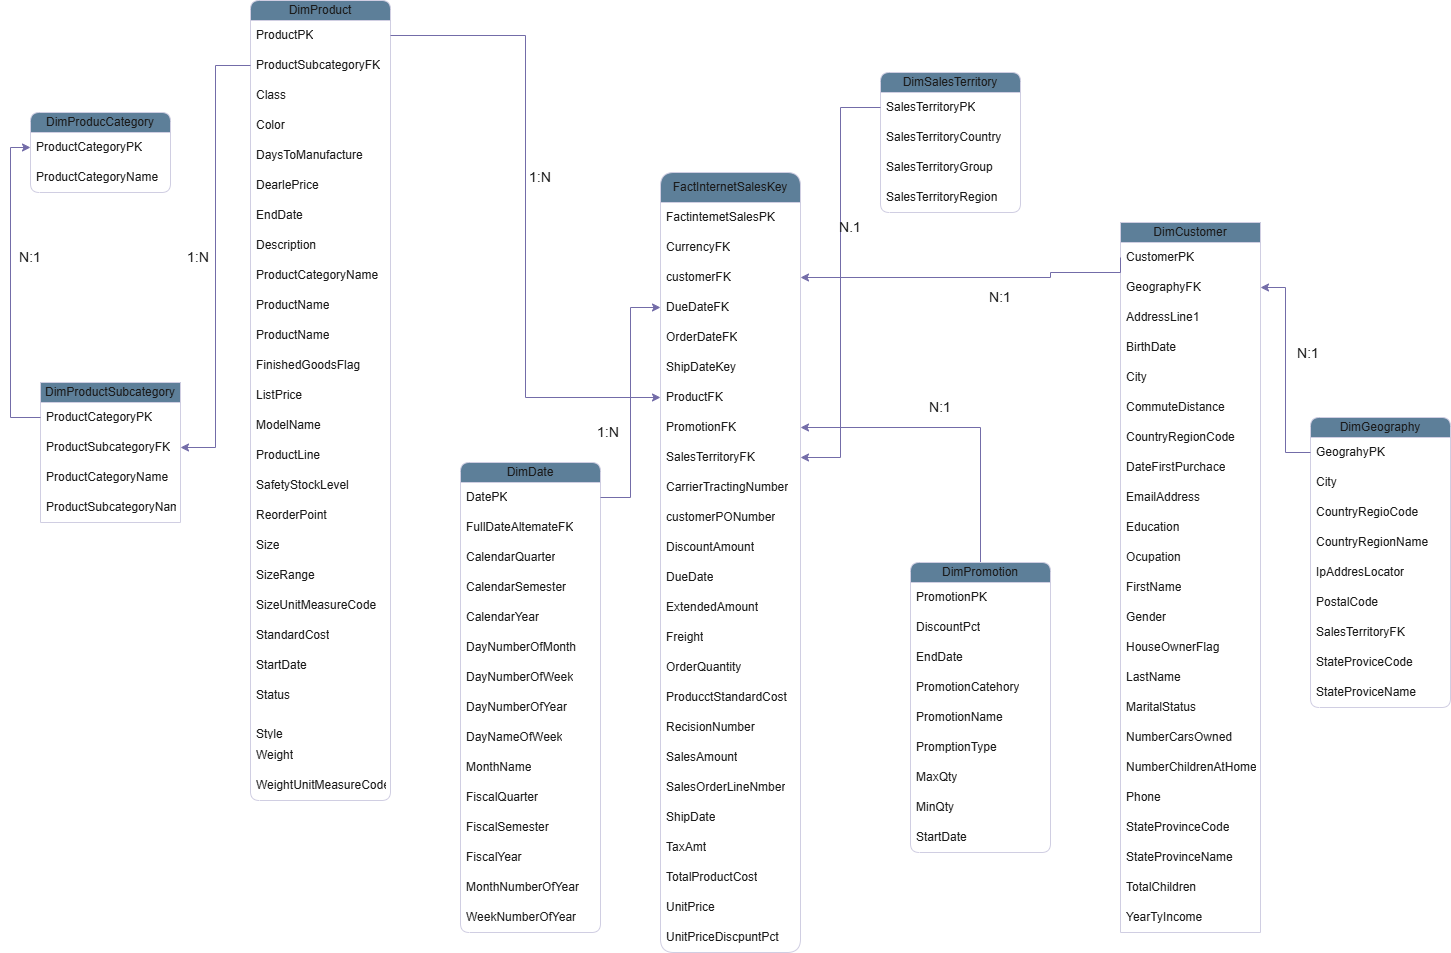 DimProduct
ProductPK
ProductSubcategoryFK
Class
Color
DaysToManufacture
DearlePrice
EndDate
Description
ProductCategoryName
ProductName
ProductName
FinishedGoodsFlag
ListPrice
ModelName
ProductLine
SafetyStockLevel
ReorderPoint
Size
SizeRange
SizeUnitMeasureCode
StandardCost
StartDate
Status
Style
Weight
WeightUnitMeasureCode
DimProducCategory
ProductCategoryPK
ProductCategoryName
N:1
1:N
DimProductSubcategory
ProductCategoryPK
ProductSubcategoryFK
ProductCategoryName
ProductSubcategoryNam
1:N
1:N
DimDate
DatePK
FullDateAltemateFK
CalendarQuarter
CalendarSemester
CalendarYear
DayNumberOfMonth
DayNumberOfWeek
DayNumberOfYear
DayNameOfWeek
MonthName
FiscalQuarter
FiscalSemester
FiscalYear
MonthNumberOfYear
WeekNumberOfYear
FactInternetSalesKey
FactintemetSalesPK
CurrencyFK
customerFK
DueDateFK
OrderDateFK
ShipDateKey
ProductFK
PromotionFK
SalesTerritoryFK
CarrierTractingNumber
customerPONumber
DiscountAmount
DueDate
ExtendedAmount
Freight
OrderQuantity
ProducctStandardCost
RecisionNumber
SalesAmount
SalesOrderLineNmber
ShipDate
TaxAmt
TotalProductCost
UnitPrice
UnitPriceDiscpuntPct
DimSalesTerritory
SalesTerritoryPK
SalesTerritoryCountry
SalesTerritoryGroup
SalesTerritoryRegion
N.1
N:1
N:1
DimPromotion
PromotionPK
DiscountPct
EndDate
PromotionCatehory
PromotionName
PromptionType
MaxQty
MinQty
StartDate
DimCustomer
CustomerPK
GeographyFK
AddressLine1
BirthDate
City
CommuteDistance
CountryRegionCode
DateFirstPurchace
EmailAddress
Education
Ocupation
FirstName
Gender
HouseOwnerFlag
LastName
MaritalStatus
NumberCarsOwned
NumberChildrenAtHome
Phone
StateProvinceCode
StateProvinceName
TotalChildren
YearTyIncome
N:1
DimGeography
GeograhyPK
City
CountryRegioCode
CountryRegionName
IpAddresLocator
PostalCode
SalesTerritoryFK
StateProviceCode
StateProviceName